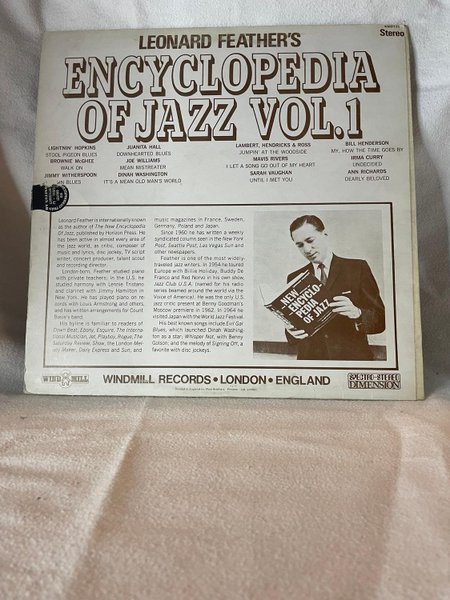 Stereo
LEONARD FEATHER'S
ENCYCLOPEDIA
OF JAZZ VOL.1
LIGHTNIN' HOPKINS
STOOL PIGEON BLUES
BROWNIE McGHEE
WALK ON
JIMMY WITHERSPOON
BLUES
JUANITA HALL
DOWNHEARTED BLUES
JOE WILLIAMS
MEAN MISTREATER
DINAH WASHINGTON
IT'S A MEAN OLD MAN'S WORLD
LAMBERT, HENDRICKS & ROSS
JUMPIN' AT THE WOODSIDE
MAVIS RIVERS
I LET A SONG GO OUT OF MY HEART
SARAH VAUGHAN
UNTIL I MET YOU
BILL HENDERSON
MY, HOW THE TIME GOES BY
IRMA CURRY
UNDECIDED
ANN RICHARDS
DEARLY BELOVED
Leonard Feather is internationally known
as the author of The New Encyclopedia
Of Jazz, published by Horizon Press. He
has been active in almost every area of
the jazz world, as critic, composer
of music and lyrics, disc jockey, TV script
writer, concert producer, talent scout
and recording director.
London-born, Feather studied piano
with private teachers; in the U.S. he
studied harmony with Lennie Tristano
and clarinet with Jimmy Hamilton in
New York. He has played piano on re-
cords with Louis Armstrong and others,
and has written arrangements for Count
Basie's band.
His byline is familiar to readers of
Down Beat, Ebony, Esquire, The Interna-
tional Musician, Jet, Playboy, Rogue, The
Saturday Review, Show, the London Mel-
ody Maker, Daily Express and Sun, and
music magazines in France, Sweden,
Germany, Poland and Japan.
Since 1960 he has written a weekly
syndicated column seen in the New York
Post, Seattle Post, Las Vegas Sun and
other newspapers.
Feather is one of the most widely-
traveled jazz writers. In 1954 he toured
Europe with Billie Holiday, Buddy De
Franco and Red Norvo in his own show,
Jazz Club U.S.A. (named for his radio
series beamed around the world via the
Voice of America). He was the only U.S.
jazz critic present at Benny Goodman's
Moscow premiere in 1962. In 1964 he
visited Japan with the World Jazz Festival.
His best known songs include Evil Gal
Blues, which launched Dinah Washing-
ton as a star; Whisper Not, with Benny
Golson; and the melody of Signing Off, a
favorite with disc jockeys.
NEW
ENCYCLO-
PEDIA
OF JAZZ
WIND MILL
WINDMILL RECORDS • LONDON • ENGLAND
SPECTRO-STEREO
DIMENSION